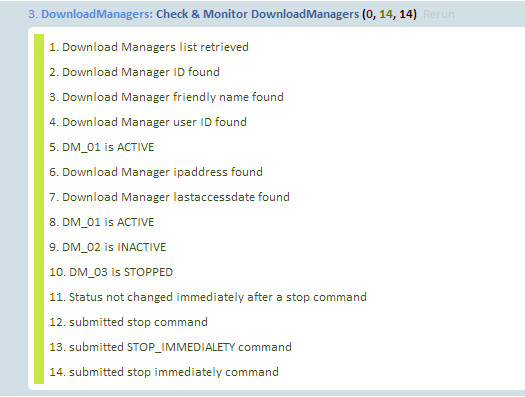 3. DownloadManagers: Check & Monitor DownloadManagers (0, 14, 14) Rerun
1. Download Managers list retrieved
2. Download Manager ID found
3. Download Manager friendly name found
4. Download Manager user ID found
5. DM_01 is ACTIVE
6. Download Manager ipaddress found
7. Download Manager lastaccessdate found
8. DM_01 is ACTIVE
9. DM_02 is INACTIVE
10. DM_03 is STOPPED
11. Status not changed immediately after a stop command
12. submitted stop command
13. submitted STOP_IMMEDIALETY command
14. submitted stop immediately command